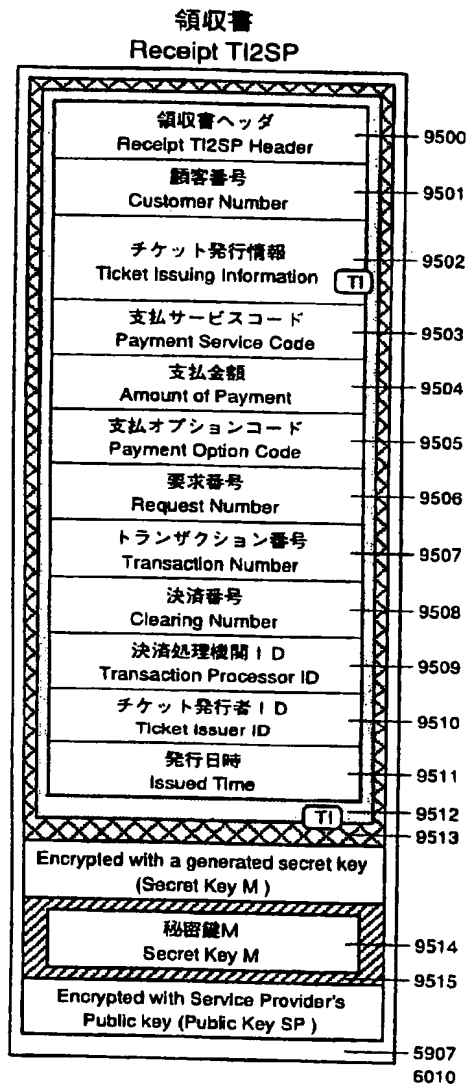 領収書
Receipt TI2SP
領収書ヘッダ
Receipt TI2SP Header
9500
顧客番号
Customer Number
9501
チケット発行情報
Ticket Issuing Information
TI
9502
支払サービスコード
Payment Service Code
9503
支払金額
Amount of Payment
9504
支払オプションコード
Payment Option Code
9505
要求番号
Request Number
9506
トランザクション番号
Transaction Number
9507
決済番号
Clearing Number
9508
決済処理機関ID
Transaction Processor ID
9509
チケット発行者ID
Ticket Issuer ID
9510
発行日時
Issued Time
9511
TI
9512
9513
Encrypted with a generated secret key
(Secret Key M )
秘密鍵M
Secret Key M
9514
9515
Encrypted with Service Provider's
Public key (Public Key SP )
5907
6010